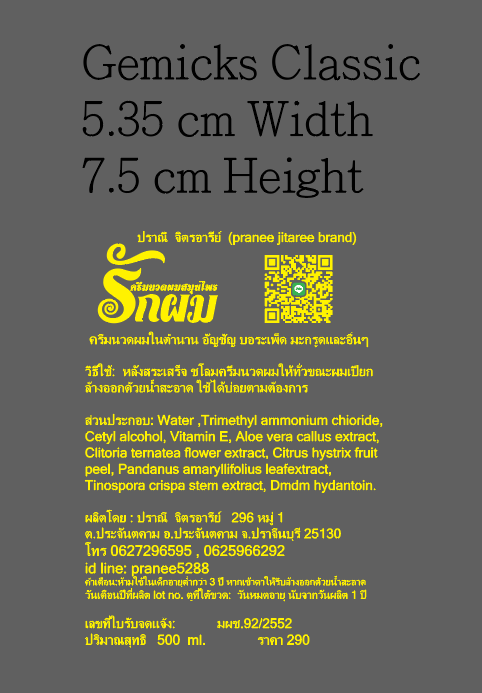 Gemicks Classic
5.35 cm Width
7.5 cm Height
ปราณี จิตรอารีย์ (pranee jitaree brand)
ครีมนวดผมสมุนไพร
รักผม
ครีมนวดผมในตำนาน อัญชัญ บอระเพ็ด มะกรูดและอื่นๆ
วิธีใช้: หลังสระเสร็จ ชโลมครีมนวดผมให้ทั่วขณะผมเปียก
ล้างออกด้วยน้ำสะอาด ใช้ได้บ่อยตามต้องการ
ส่วนประกอบ: Water ,Trimethyl ammonium chioride,
Cetyl alcohol, Vitamin E, Aloe vera callus extract,
Clitoria ternatea flower extract, Citrus hystrix fruit
peel, Pandanus amaryllifolius leafextract,
Tinospora crispa stem extract, Dmdm hydantoin.
ผลิตโดย : ปราณี จิตรอารีย์ 296 หมู่ 1
ต.ประจันตคาม อ.ประจันตคาม จ.ปราจีนบุรี 25130
โทร 0627296595 , 0625966292
id line: pranee5288
คำเตือน:ห้ามใช้ในเด็กอายุต่ำกว่า 3 ปี หากเข้าตาให้รีบล้างออกด้วยน้ำสะอาด
วันเดือนปีที่ผลิต lot no. ดูที่ใต้ขวด: วันหมดอายุ นับจากวันผลิต 1 ปี
เลขที่ใบรับจดแจ้ง: มผช.92/2552
ปริมาณสุทธิ 500 ml. ราคา 290